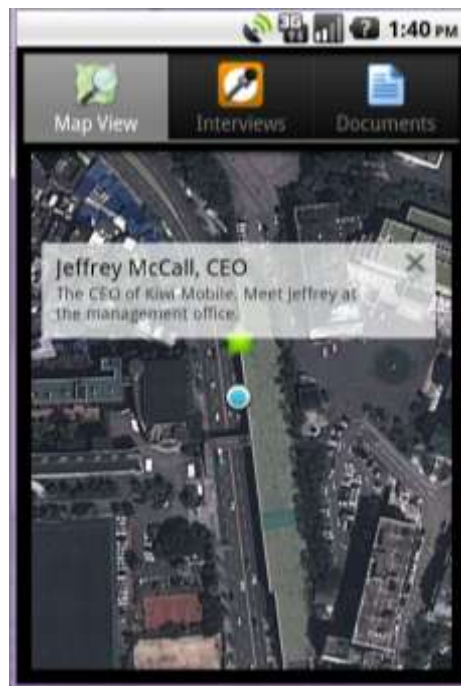 3G
1:40 PM
Map View
Interviews
Documents
Jeffrey McCall, CEO
The CEO of Kiwi Mobile. Meet Jeffrey at
the management office.